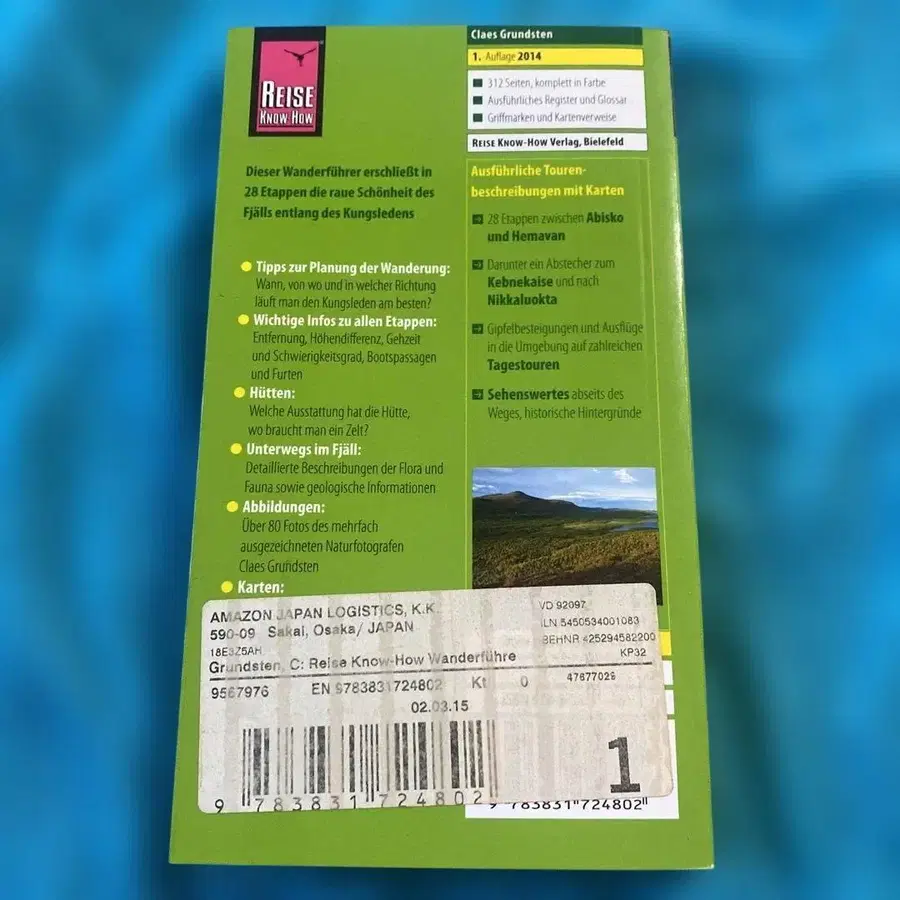 REISE
KNOW-HOW
Dieser Wanderführer erschließt in
28 Etappen die raue Schönheit des
Fjälls entlang des Kungsledens
Tipps zur Planung der Wanderung:
Wann, von wo und in welcher Richtung
läuft man den Kungsleden am besten?
Wichtige Infos zu allen Etappen:
Entfernung, Höhendifferenz, Gehzeit
und Schwierigkeitsgrad, Bootspassagen
und Furten
Hütten:
Welche Ausstattung hat die Hütte,
wo braucht man ein Zelt?
Unterwegs im Fjäll:
Detaillierte Beschreibungen der Flora und
Fauna sowie geologische Informationen
Abbildungen:
Über 80 Fotos des mehrfach
ausgezeichneten Naturfotografen
Claes Grundsten
Karten:
Claes Grundsten
1. Auflage 2014
312 Seiten, komplett in Farbe
Ausführliches Register und Glossar
Griffmarken und Kartenverweise
REISE KNOW-HOW Verlag, Bielefeld
Ausführliche Touren-
beschreibungen mit Karten
28 Etappen zwischen Abisko
und Hemavan
Darunter ein Abstecher zum
Kebnekaise und nach
Nikkaluokta
Gipfelbesteigungen und Ausflüge
in die Umgebung auf zahlreichen
Tagestouren
Sehenswertes abseits des
Weges, historische Hintergründe
AMAZON JAPAN LOGISTICS, K.K.
590-09 Sakai, Osaka/ JAPAN
18E3Z5AH
VD 92097
ILN 5450534001083
BEHNR 425294582200
KP32
Grundsten, C: Reise Know-How Wanderführe
9567976 EN 9783831724802 Kt 0 47677028
02.03.15
1
9 783831 724802
9 783831 724802